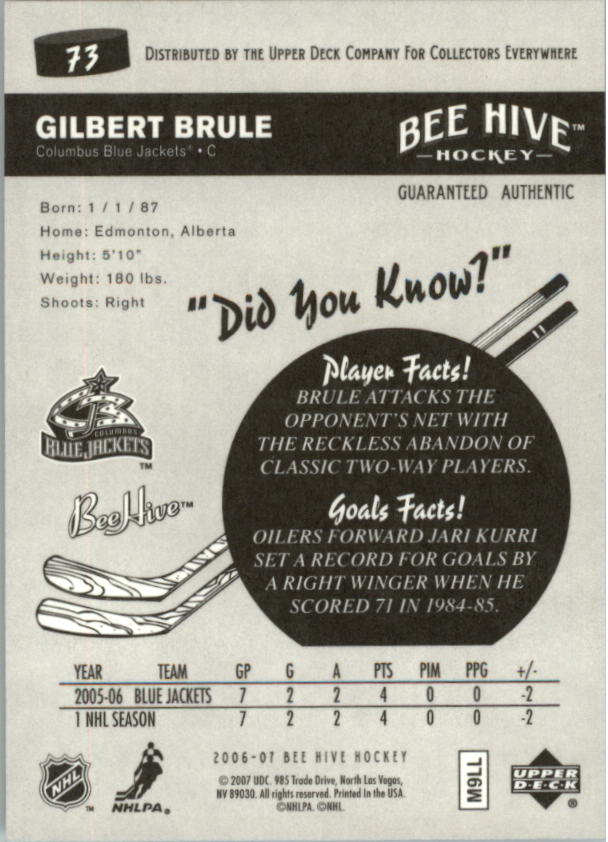 73
DISTRIBUTED BY THE UPPER DECK COMPANY FOR COLLECTORS EVERYWHERE
GILBERT BRULE
Columbus Blue Jackets® • C
BEE HIVE™
HOCKEY
GUARANTEED AUTHENTIC
Born: 1 / 1 / 87
Home: Edmonton, Alberta
Height: 5'10"
Weight: 180 lbs.
Shoots: Right
"Did You Know?"
Player Facts!
BRULE ATTACKS THE
OPPONENT'S NET WITH
THE RECKLESS ABANDON OF
CLASSIC TWO-WAY PLAYERS.
COLUMBUS
BLUE JACKETS
™
BeeHive™
Goals Facts!
OILERS FORWARD JARI KURRI
SET A RECORD FOR GOALS BY
A RIGHT WINGER WHEN HE
SCORED 71 IN 1984-85.
YEAR TEAM GP G A PTS PIM PPG +/-
2005-06 BLUE JACKETS 7 2 2 4 0 0 -2
1 NHL SEASON 7 2 2 4 0 0 -2
NHL ™
NHLPA®
2006-07 BEE HIVE HOCKEY
© 2007 UDC. 985 Trade Drive, North Las Vegas,
NV 89030. All rights reserved. Printed in the USA.
©NHLPA. ©NHL.
M9LL
UPPER
DECK
®